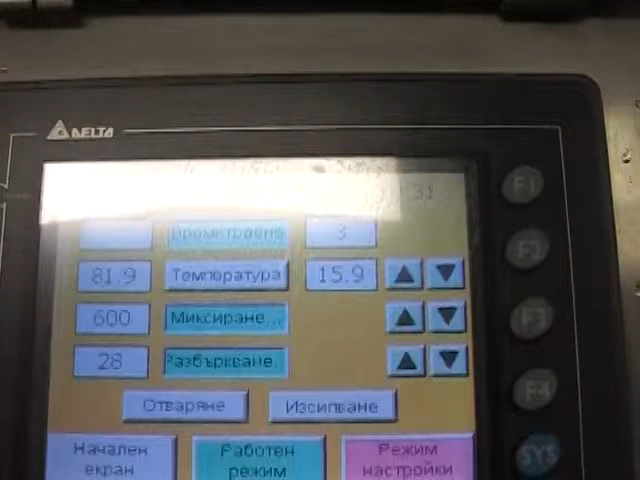 DELTA
31
времетраене 3
81.9 Температура 15.9
600 Миксиране...
28 Разбъркване..
Отваряне Изсипване
Начален Работен Режим
екран режим настройки
F1
F2
F3
F4
SYS